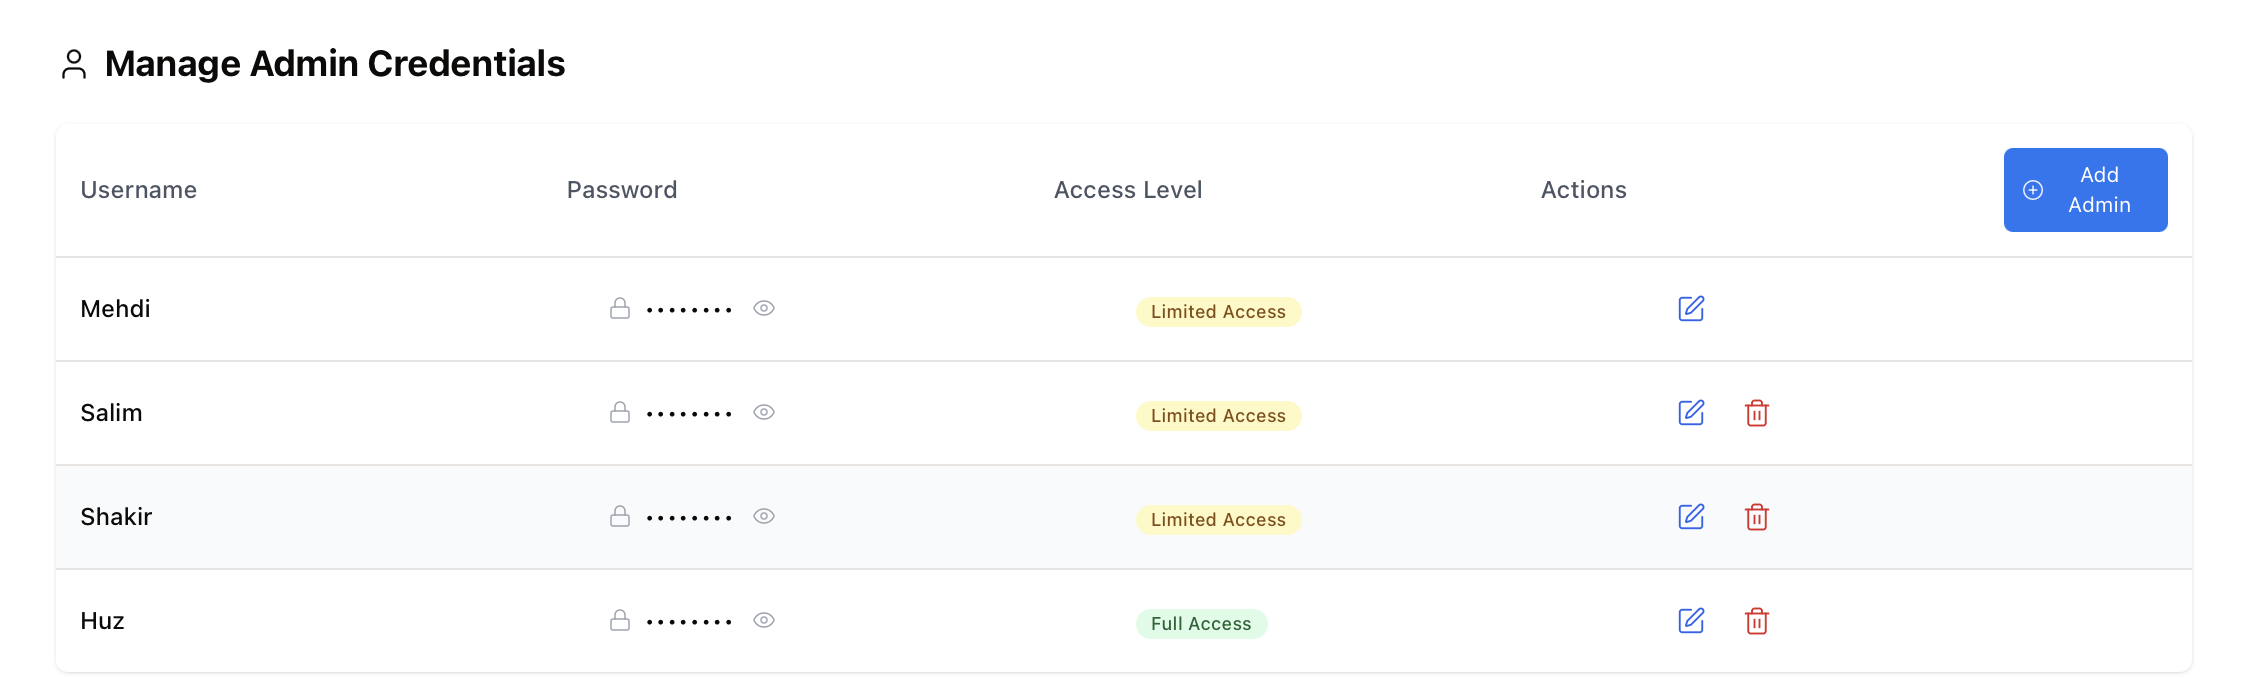 Manage Admin Credentials
Username Password Access Level Actions Add
Admin
Mehdi •••••••• Limited Access
Salim •••••••• Limited Access
Shakir •••••••• Limited Access
Huz •••••••• Full Access